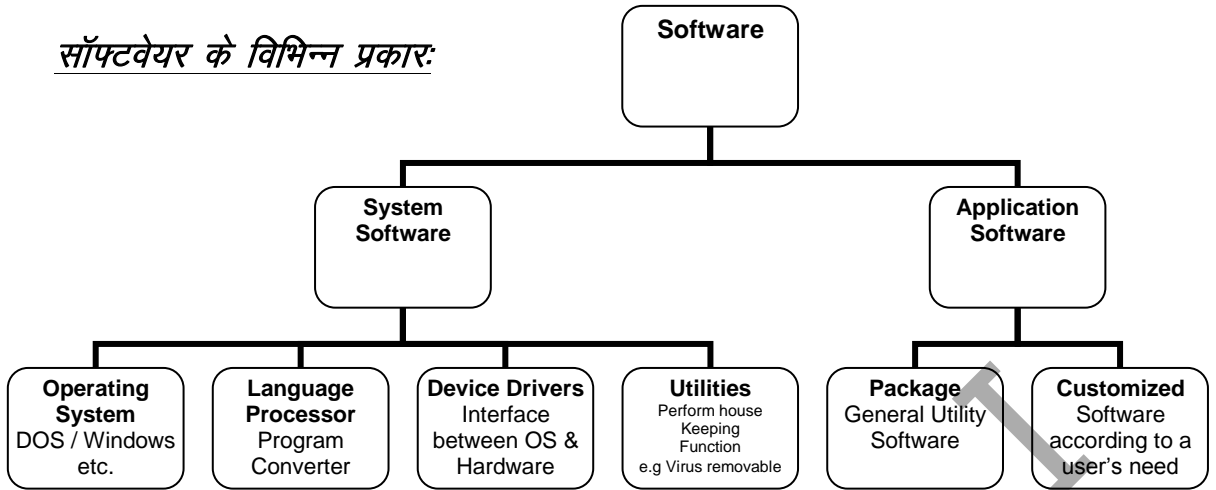 सॉफ्टवेयर के विभिन्न प्रकारः
Software
System
Software
Application
Software
Operating
System
DOS / Windows
etc.
Language
Processor
Program
Converter
Device Drivers
Interface
between OS &
Hardware
Utilities
Perform house
Keeping
Function
e.g Virus removable
Package
General Utility
Software
Customized
Software
according to a
user's need